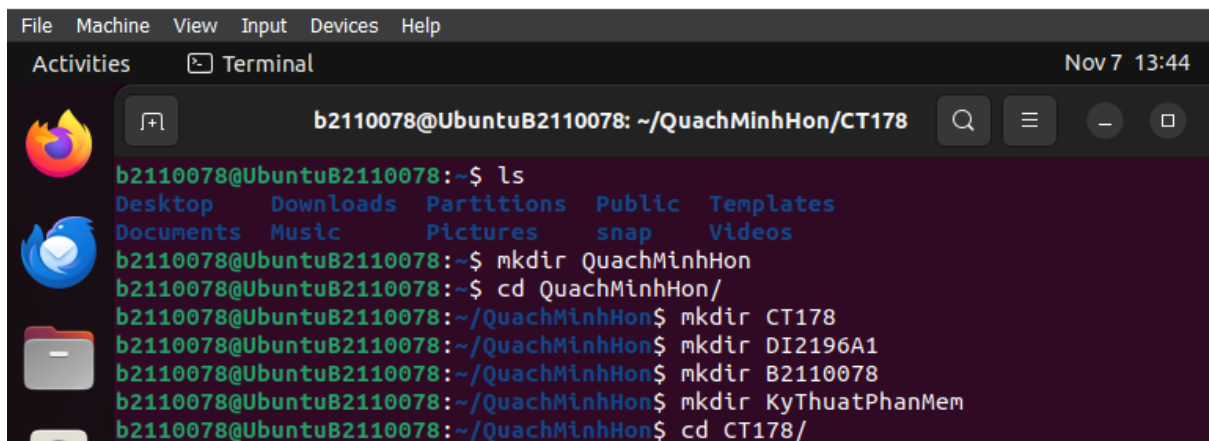 File Machine View Input Devices Help
Activities Terminal Nov 7 13:44
b2110078@UbuntuB2110078: ~/QuachMinhHon/CT178
b2110078@UbuntuB2110078:~$ ls
Desktop Downloads Partitions Public Templates
Documents Music Pictures snap Videos
b2110078@UbuntuB2110078:~$ mkdir QuachMinhHon
b2110078@UbuntuB2110078:~$ cd QuachMinhHon/
b2110078@UbuntuB2110078:~/QuachMinhHon$ mkdir CT178
b2110078@UbuntuB2110078:~/QuachMinhHon$ mkdir DI2196A1
b2110078@UbuntuB2110078:~/QuachMinhHon$ mkdir B2110078
b2110078@UbuntuB2110078:~/QuachMinhHon$ mkdir KyThuatPhanMem
b2110078@UbuntuB2110078:~/QuachMinhHon$ cd CT178/